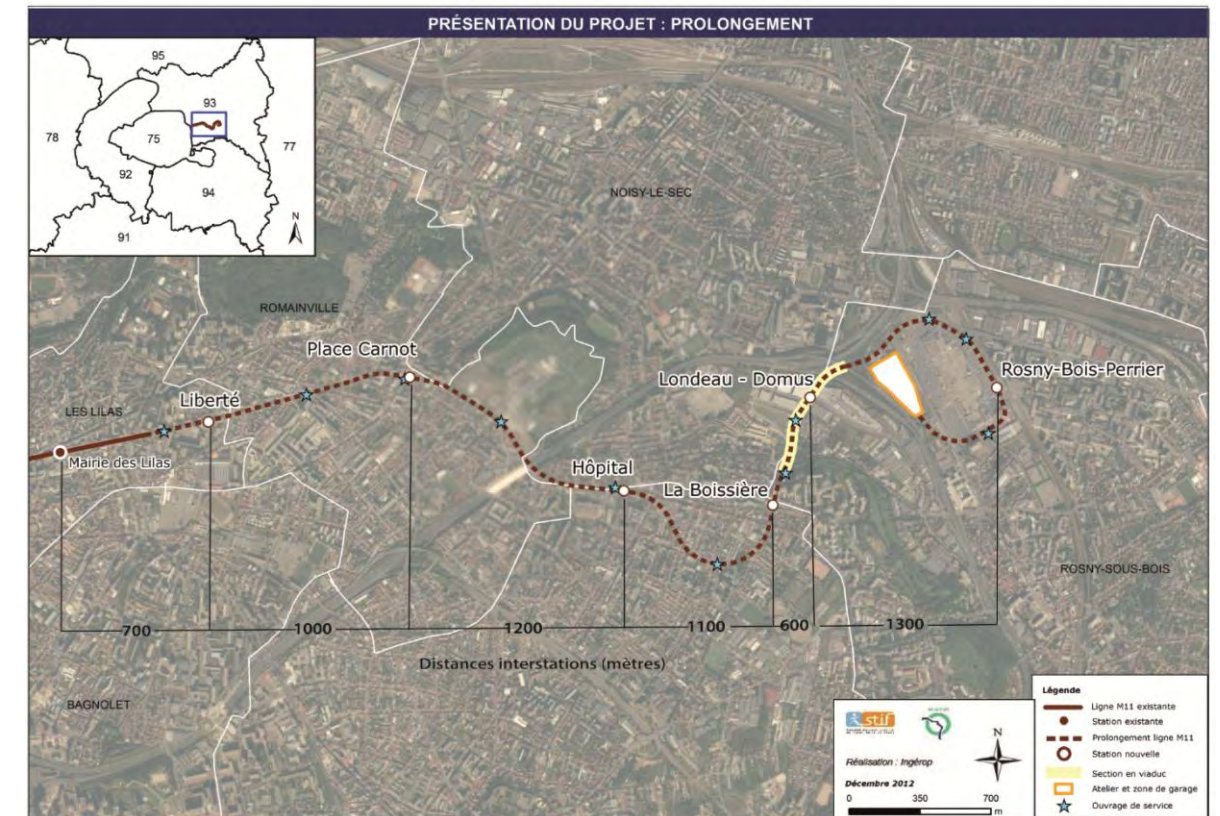 PRÉSENTATION DU PROJET : PROLONGEMENT
95
93
78
75
77
92
94
91
N
NOISY-LE-SEC
ROMAINVILLE
Place Carnot
Londeau - Domus
Rosny-Bois-Perrier
LES LILAS
Liberté
Mairie des Lilas
Hôpital
La Boissière
ROSNY-SOUS-BOIS
700
1000
1200
1100
600
1300
Distances interstations (mètres)
BAGNOLET
stif
Réalisation : Ingérop
Décembre 2012
N
0 350 700
m
Légende
Ligne M11 existante
Station existante
Prolongement ligne M11
Station nouvelle
Section en viaduc
Atelier et zone de garage
Ouvrage de service